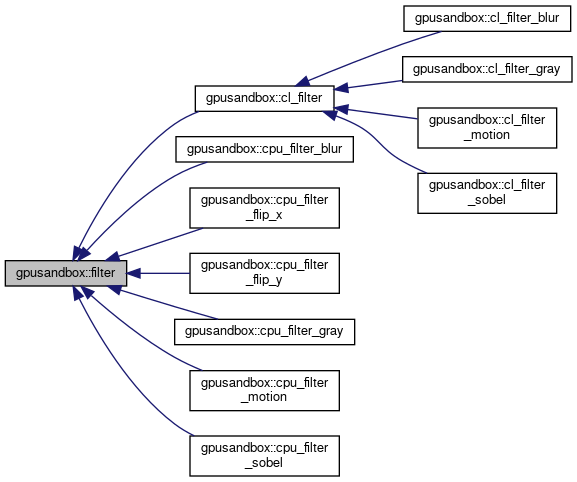 gpusandbox::cl_filter_blur
gpusandbox::cl_filter_gray
gpusandbox::cl_filter
gpusandbox::cl_filter
_motion
gpusandbox::cpu_filter_blur
gpusandbox::cl_filter
_sobel
gpusandbox::cpu_filter
_flip_x
gpusandbox::filter
gpusandbox::cpu_filter
_flip_y
gpusandbox::cpu_filter_gray
gpusandbox::cpu_filter
_motion
gpusandbox::cpu_filter
_sobel